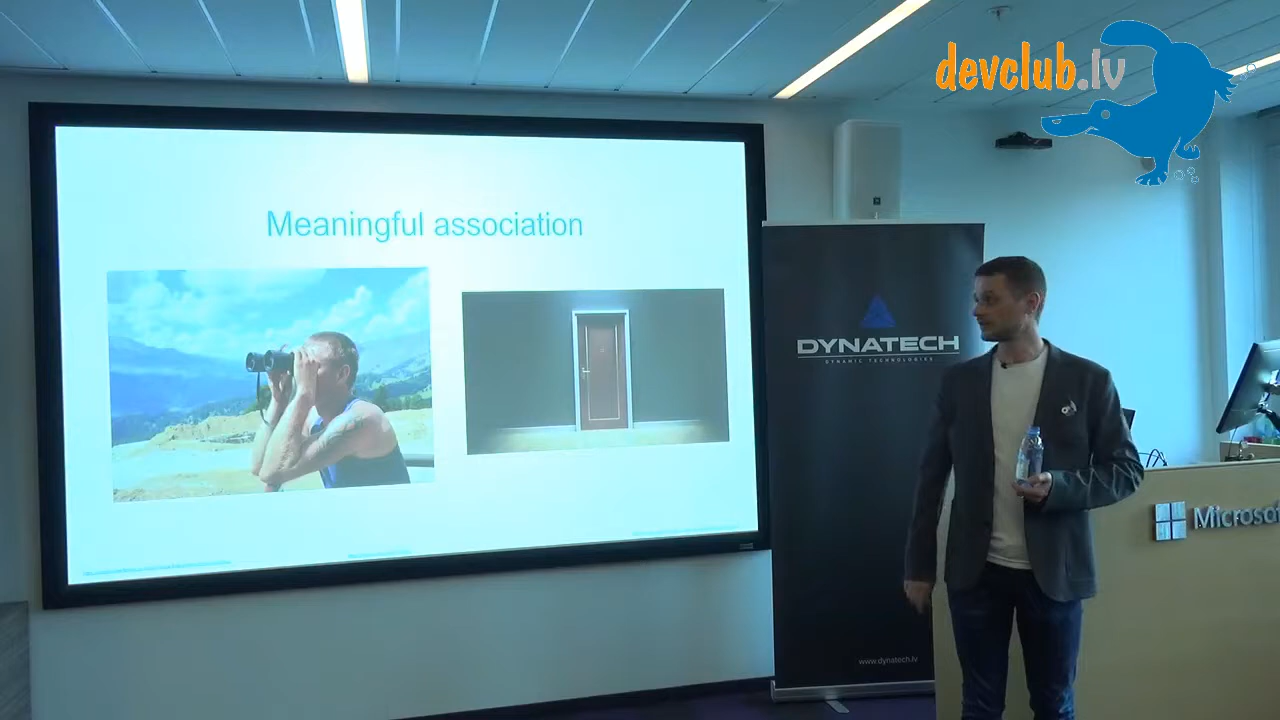 devclub.lv
Meaningful association
DYNATECH
DYNAMIC TECHNOLOGIES
Microsof
www.dynatech.lv